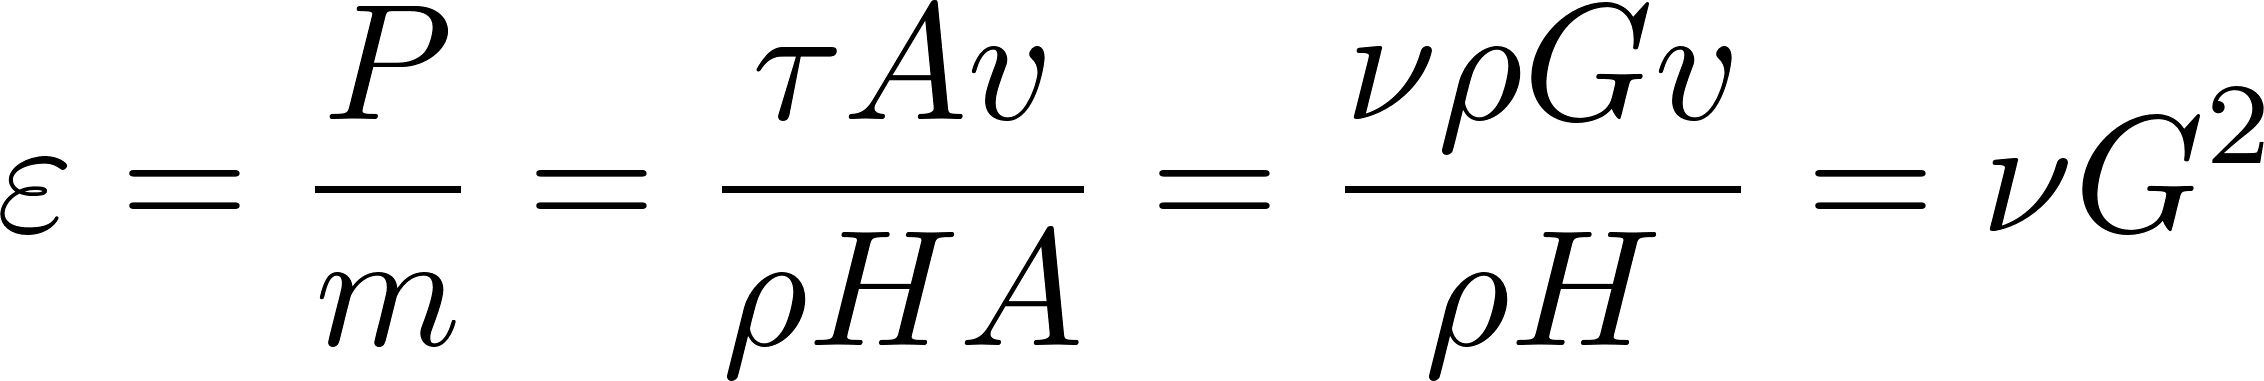 ε = P/m = τAv/ρHA = νρGv/ρH = νG²